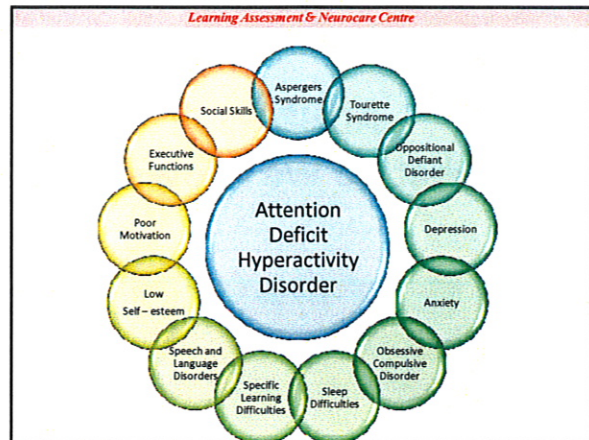 Learning Assessment & Neurocare Centre
Attention
Deficit
Hyperactivity
Disorder
Aspergers
Syndrome
Tourette
Syndrome
Oppositional
Defiant
Disorder
Depression
Anxiety
Obsessive
Compulsive
Disorder
Sleep
Difficulties
Specific
Learning
Difficulties
Speech and
Language
Disorders
Low
Self – esteem
Poor
Motivation
Executive
Functions
Social Skills